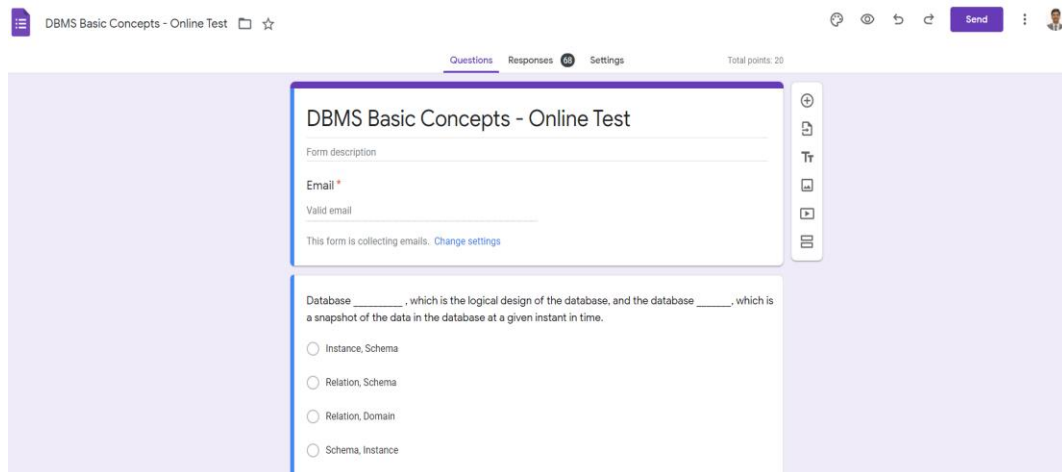 DBMS Basic Concepts - Online Test
Send
Questions Responses 68 Settings Total points: 20
DBMS Basic Concepts - Online Test
Form description
Email *
Valid email
This form is collecting emails. Change settings
Database _________ , which is the logical design of the database, and the database ______, which is
a snapshot of the data in the database at a given instant in time.
Instance, Schema
Relation, Schema
Relation, Domain
Schema, Instance
Tт